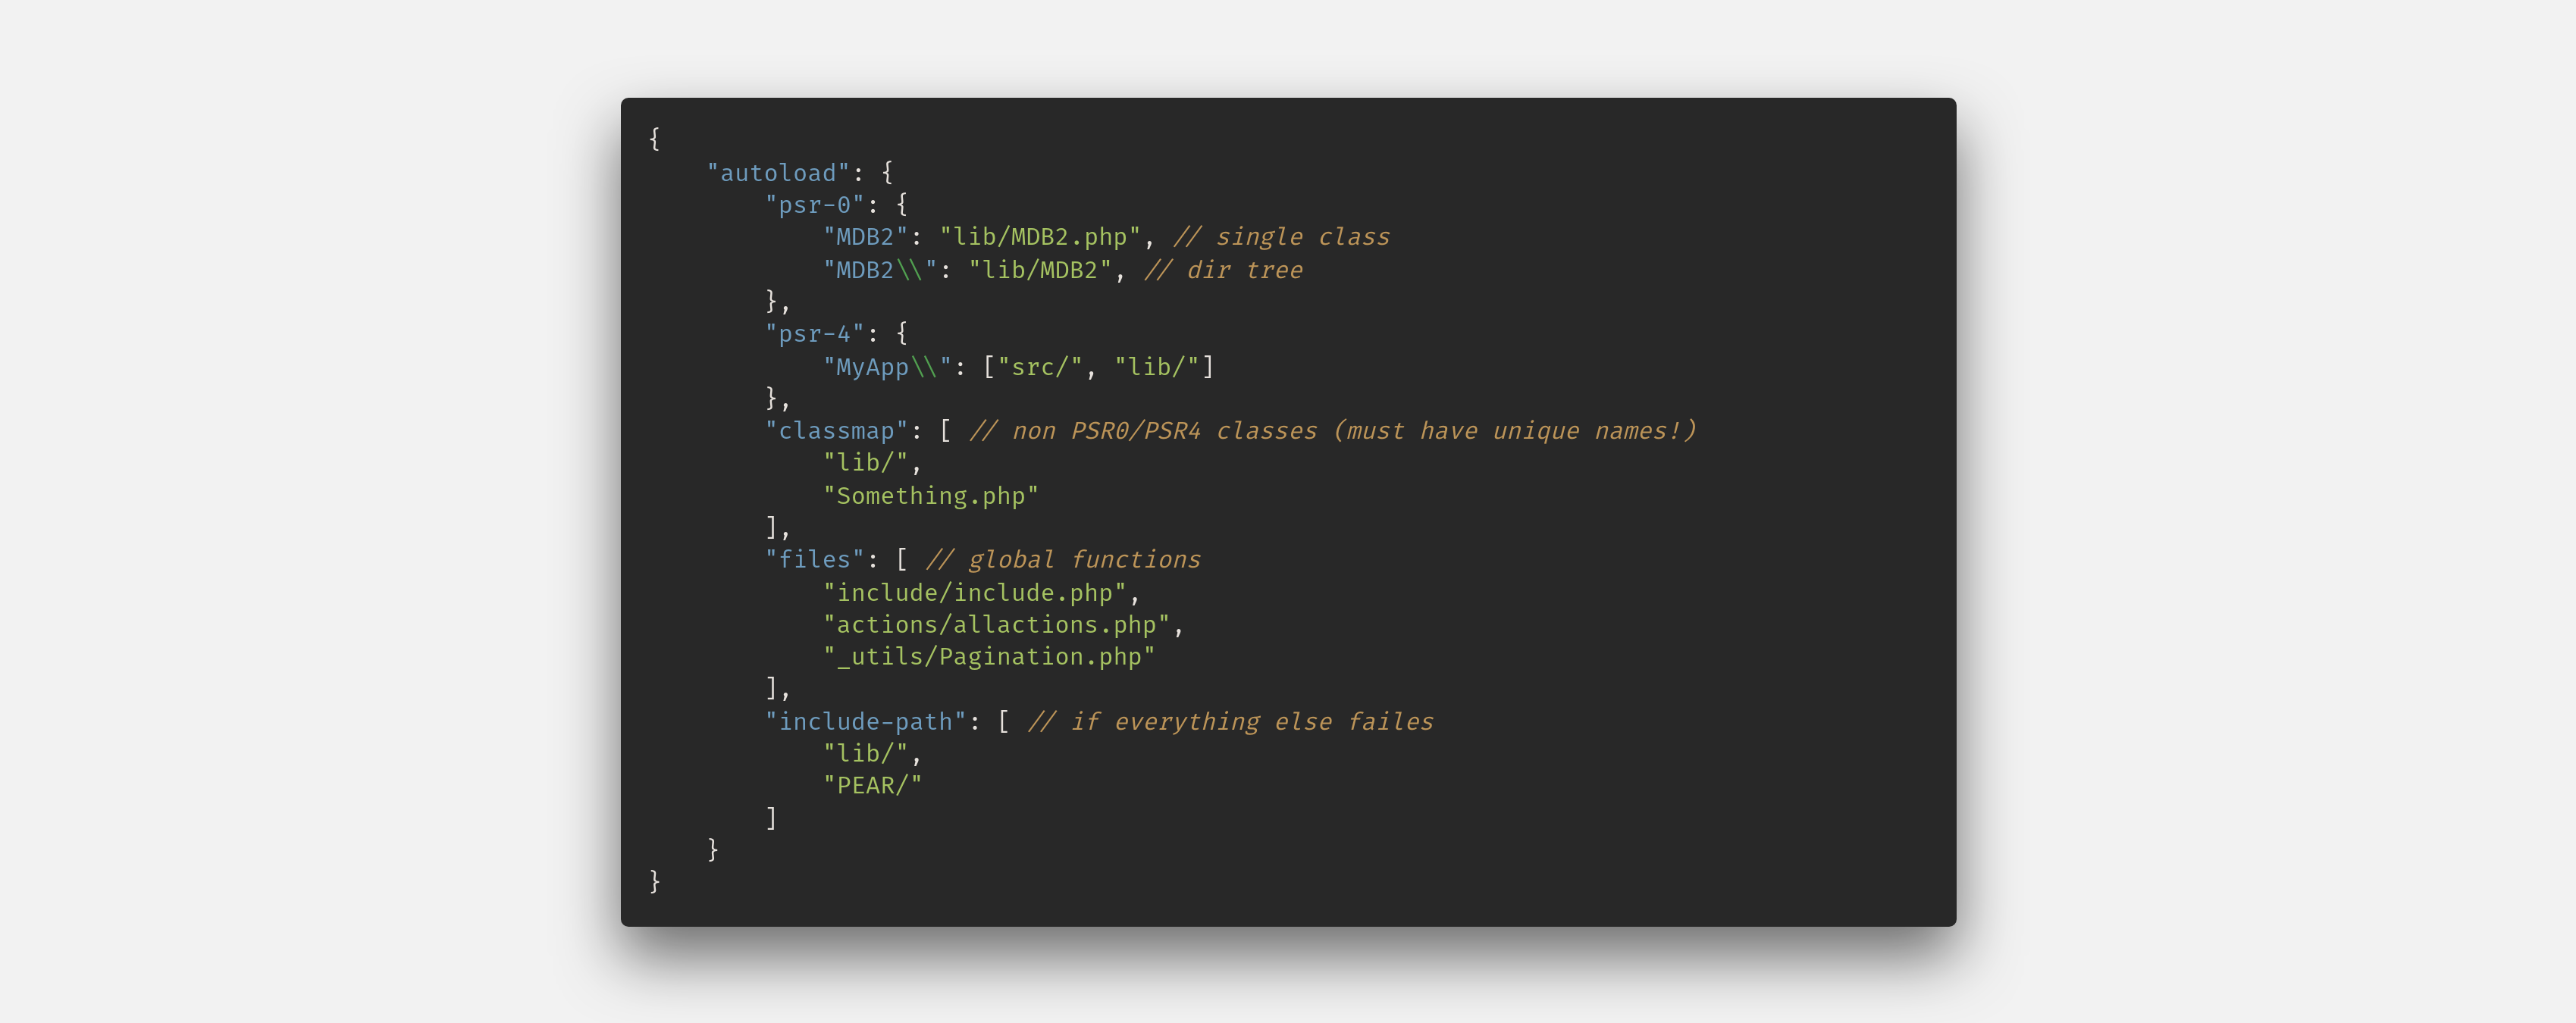 {
    "autoload": {
        "psr-0": {
            "MDB2": "lib/MDB2.php", // single class
            "MDB2\\": "lib/MDB2", // dir tree
        },
        "psr-4": {
            "MyApp\\": ["src/", "lib/"]
        },
        "classmap": [ // non PSR0/PSR4 classes (must have unique names!)
            "lib/",
            "Something.php"
        ],
        "files": [ // global functions
            "include/include.php",
            "actions/allactions.php",
            "_utils/Pagination.php"
        ],
        "include-path": [ // if everything else failes
            "lib/",
            "PEAR/"
        ]
    }
}